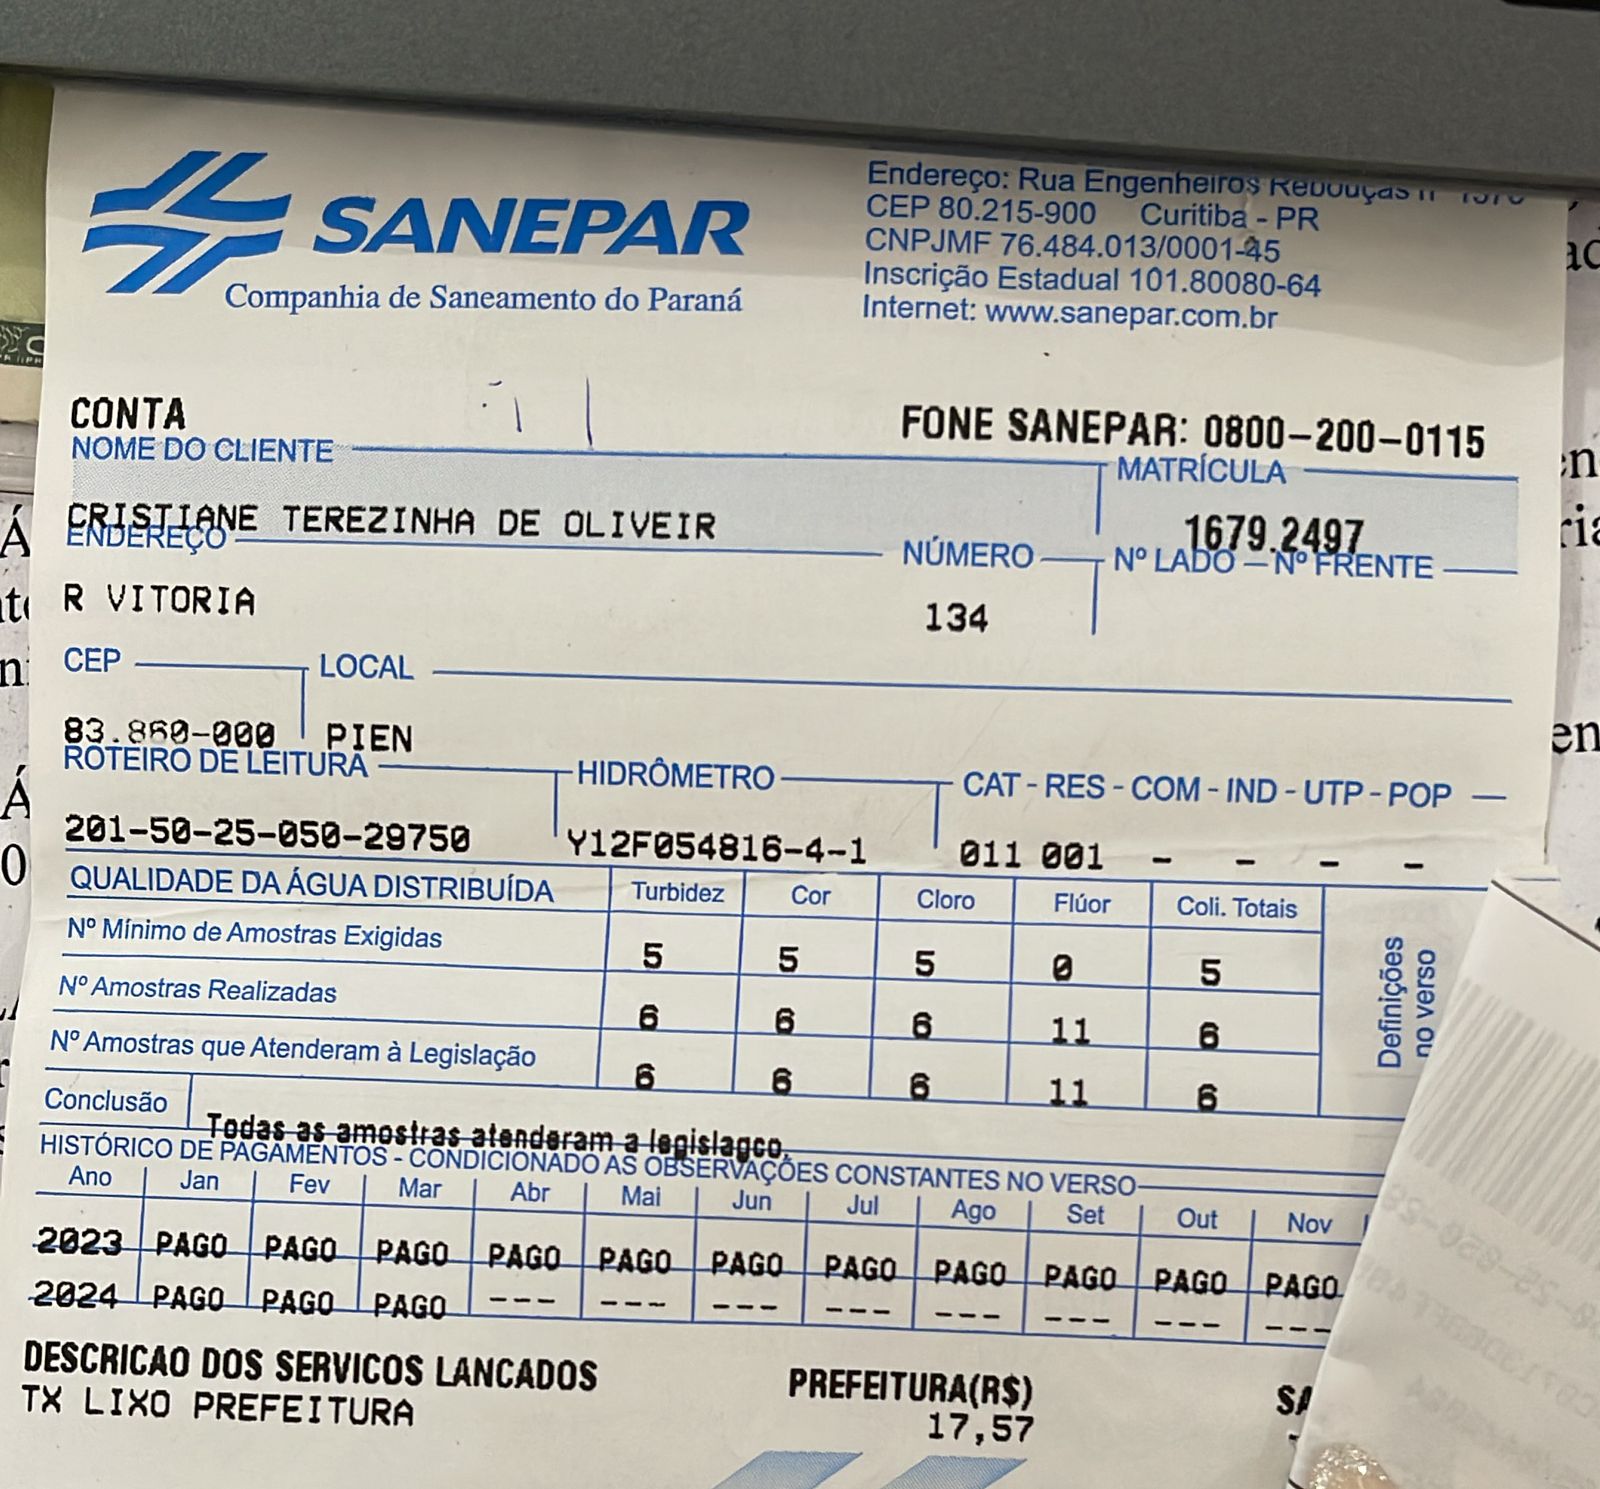 SANEPAR
Companhia de Saneamento do Paraná
Endereço: Rua Engenheiros Rebouças nº 1376
CEP 80.215-900 Curitiba - PR
CNPJMF 76.484.013/0001-45
Inscrição Estadual 101.80080-64
Internet: www.sanepar.com.br
CONTA FONE SANEPAR: 0800-200-0115
NOME DO CLIENTE MATRÍCULA
CRISTIANE TEREZINHA DE OLIVEIR 1679.2497
ENDEREÇO NÚMERO Nº LADO Nº FRENTE
R VITORIA 134
CEP LOCAL
83.860-000 PIEN
ROTEIRO DE LEITURA HIDRÔMETRO CAT - RES - COM - IND - UTP - POP
201-50-25-050-29750 Y12F054816-4-1 011 001 - - - -
QUALIDADE DA ÁGUA DISTRIBUÍDA Turbidez Cor Cloro Flúor Coli. Totais
Nº Mínimo de Amostras Exigidas 5 5 5 0 5
Nº Amostras Realizadas 6 6 6 11 6
Nº Amostras que Atenderam à Legislação 6 6 6 11 6
Definições
no verso
Conclusão Todas as amostras atenderam a legislagco.
HISTÓRICO DE PAGAMENTOS - CONDICIONADO AS OBSERVAÇÕES CONSTANTES NO VERSO
Ano Jan Fev Mar Abr Mai Jun Jul Ago Set Out Nov
2023 PAGO PAGO PAGO PAGO PAGO PAGO PAGO PAGO PAGO PAGO PAGO
2024 PAGO PAGO PAGO --- --- --- --- --- --- --- ---
DESCRICAO DOS SERVICOS LANCADOS PREFEITURA(R$)
TX LIXO PREFEITURA 17,57